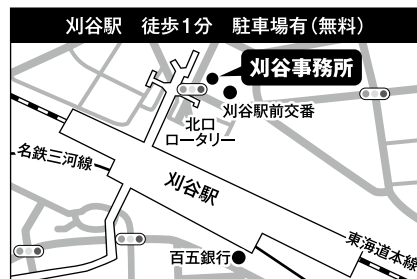 刈谷駅　徒歩1分　駐車場有(無料)
刈谷事務所
刈谷駅前交番
北口
ロータリー
名鉄三河線
刈谷駅
東海道本線
百五銀行